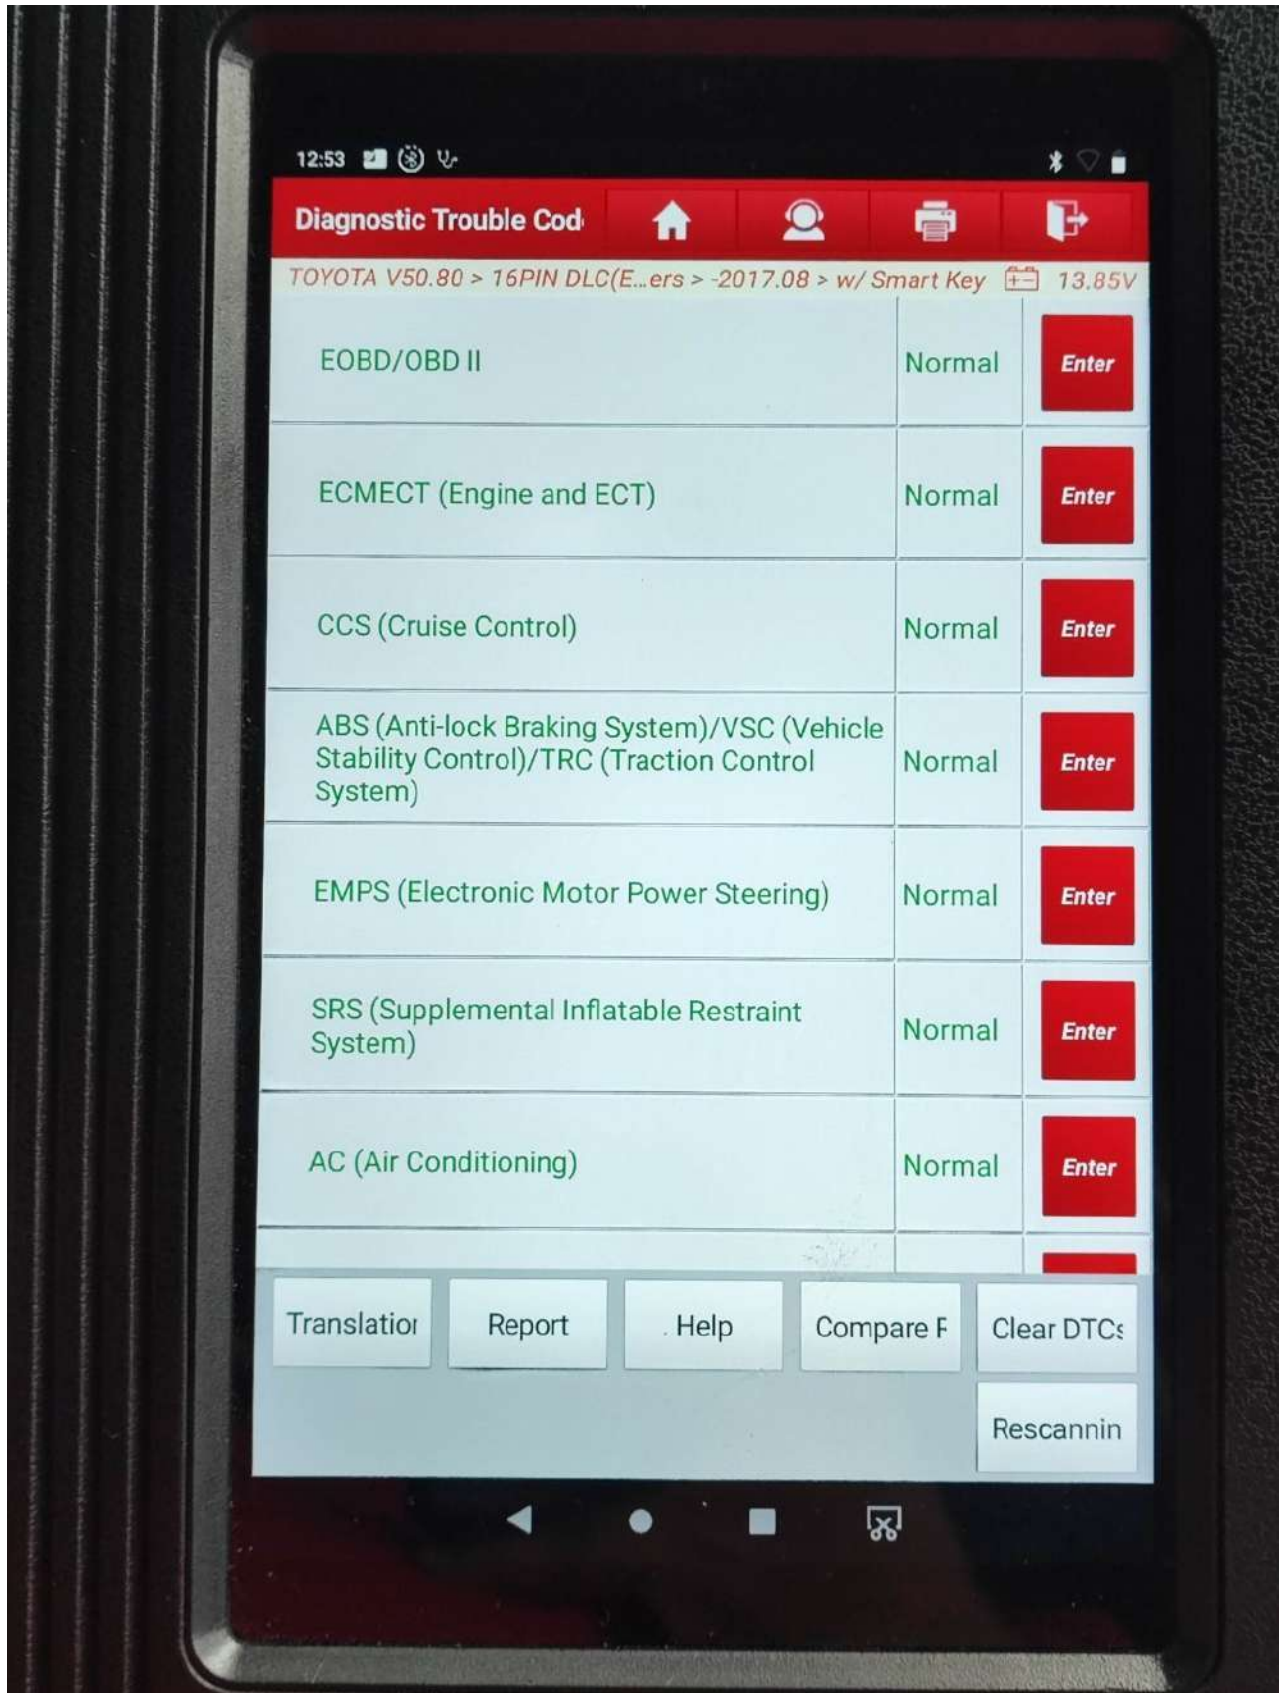 12:53
Diagnostic Trouble Cod
TOYOTA V50.80 > 16PIN DLC(E...ers > -2017.08 > w/ Smart Key 13.85V
EOBD/OBD II Normal Enter
ECMECT (Engine and ECT) Normal Enter
CCS (Cruise Control) Normal Enter
ABS (Anti-lock Braking System)/VSC (Vehicle
Stability Control)/TRC (Traction Control
System) Normal Enter
EMPS (Electronic Motor Power Steering) Normal Enter
SRS (Supplemental Inflatable Restraint
System) Normal Enter
AC (Air Conditioning) Normal Enter
Translation Report Help Compare R Clear DTCs
Rescannin